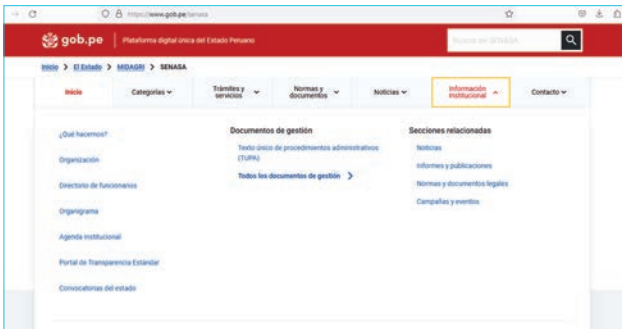 https://www.gob.pe/senasa
gob.pe Plataforma digital única del Estado Peruano
Buscar en SENASA
Inicio > El Estado > MIDAGRI > SENASA
Inicio Categorías Trámites y servicios Normas y documentos Noticias Información institucional Contacto
¿Qué hacemos?
Organización
Directorio de funcionarios
Organigrama
Agenda Institucional
Portal de Transparencia Estándar
Convocatorias del estado
Documentos de gestión
Texto único de procedimientos administrativos
(TUPA)
Todos los documentos de gestión >
Secciones relacionadas
Noticias
Informes y publicaciones
Normas y documentos legales
Campañas y eventos